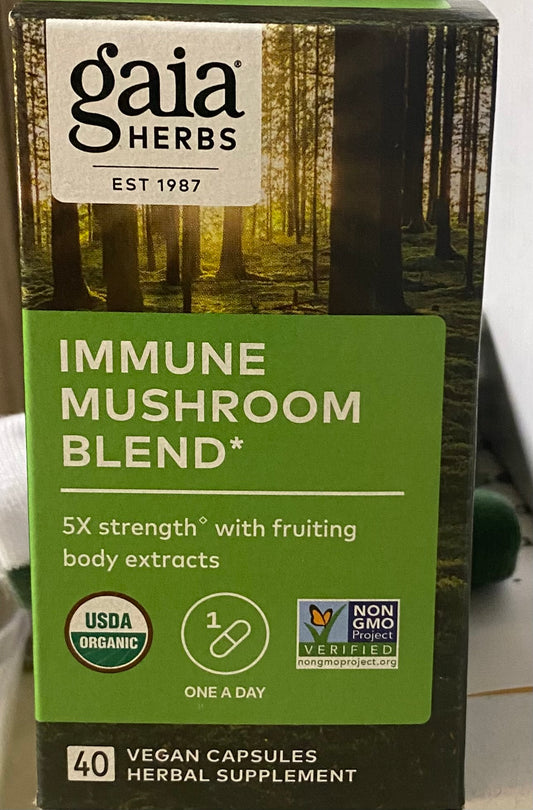 gaia®
HERBS
EST 1987
IMMUNE
MUSHROOM
BLEND*
5X strength◊ with fruiting
body extracts
USDA
ORGANIC
1
ONE A DAY
NON
GMO
Project
VERIFIED
nongmoproject.org
40 VEGAN CAPSULES
HERBAL SUPPLEMENT